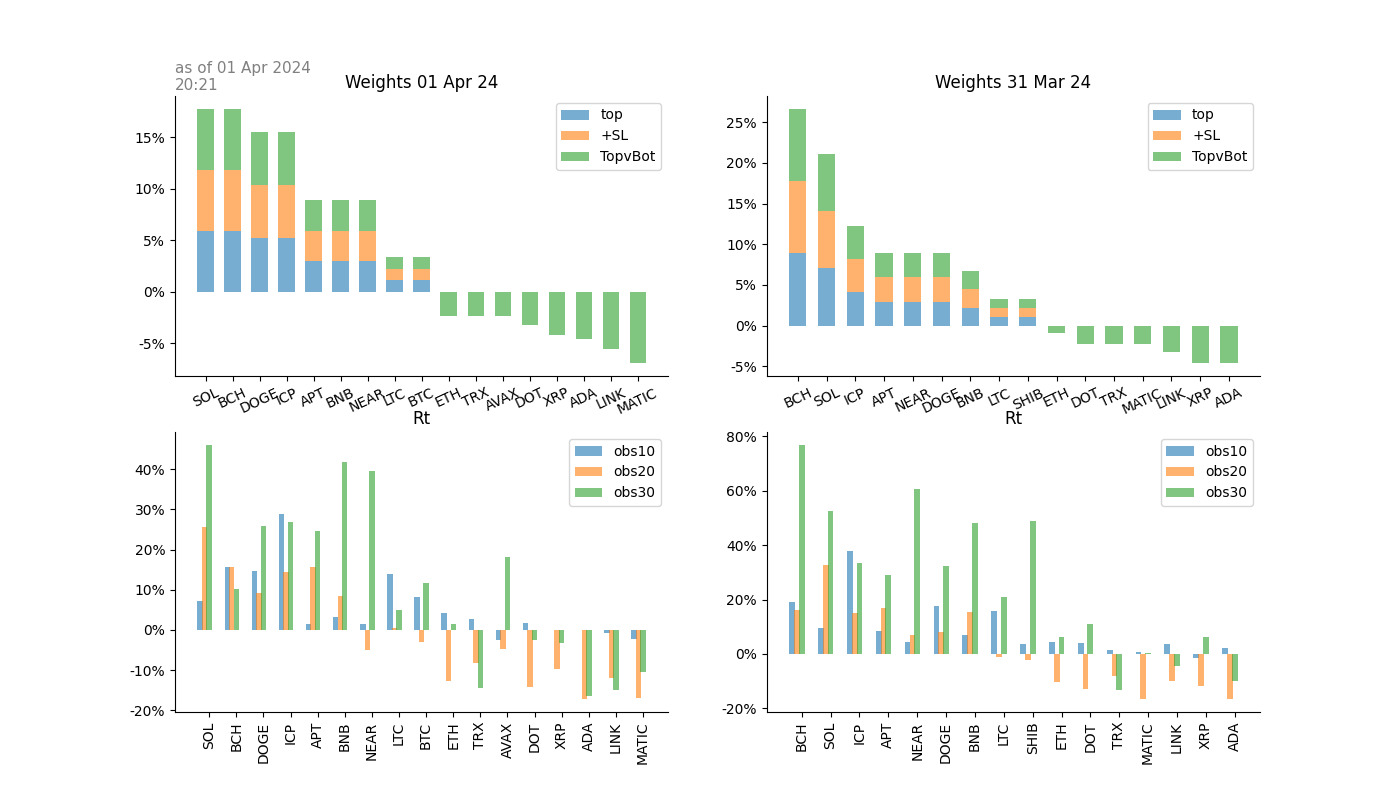 as of 01 Apr 2024
20:21
Weights 01 Apr 24
top
+SL
TopvBot
15%
10%
5%
0%
-5%
SOL BCH DOGE ICP APT BNB NEAR LTC BTC ETH TRX AVAX DOT XRP ADA LINK MATIC
Weights 31 Mar 24
top
+SL
TopvBot
25%
20%
15%
10%
5%
0%
-5%
BCH SOL ICP APT NEAR DOGE BNB LTC SHIB ETH DOT TRX MATIC LINK XRP ADA
Rt
obs10
obs20
obs30
40%
30%
20%
10%
0%
-10%
-20%
SOL BCH DOGE ICP APT BNB NEAR LTC BTC ETH TRX AVAX DOT XRP ADA LINK MATIC
Rt
obs10
obs20
obs30
80%
60%
40%
20%
0%
-20%
BCH SOL ICP APT NEAR DOGE BNB LTC SHIB ETH DOT TRX MATIC LINK XRP ADA